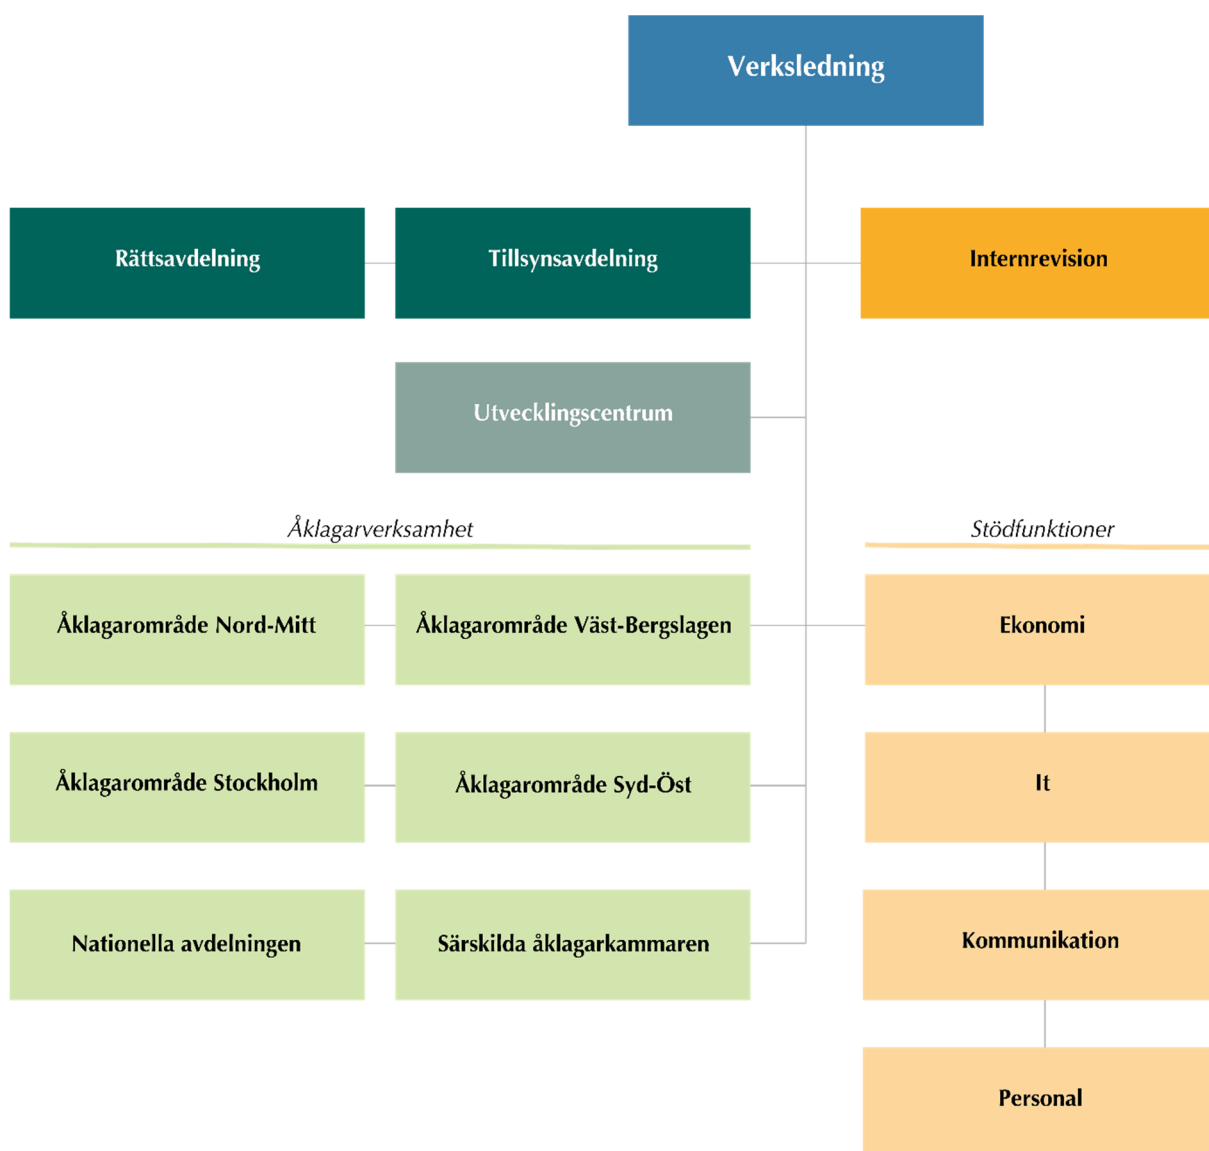 Verksledning
Rättsavdelning
Tillsynsavdelning
Internrevision
Utvecklingscentrum
Åklagarverksamhet
Stödfunktioner
Åklagarområde Nord-Mitt
Åklagarområde Väst-Bergslagen
Ekonomi
Åklagarområde Stockholm
Åklagarområde Syd-Öst
It
Nationella avdelningen
Särskilda åklagarkammaren
Kommunikation
Personal